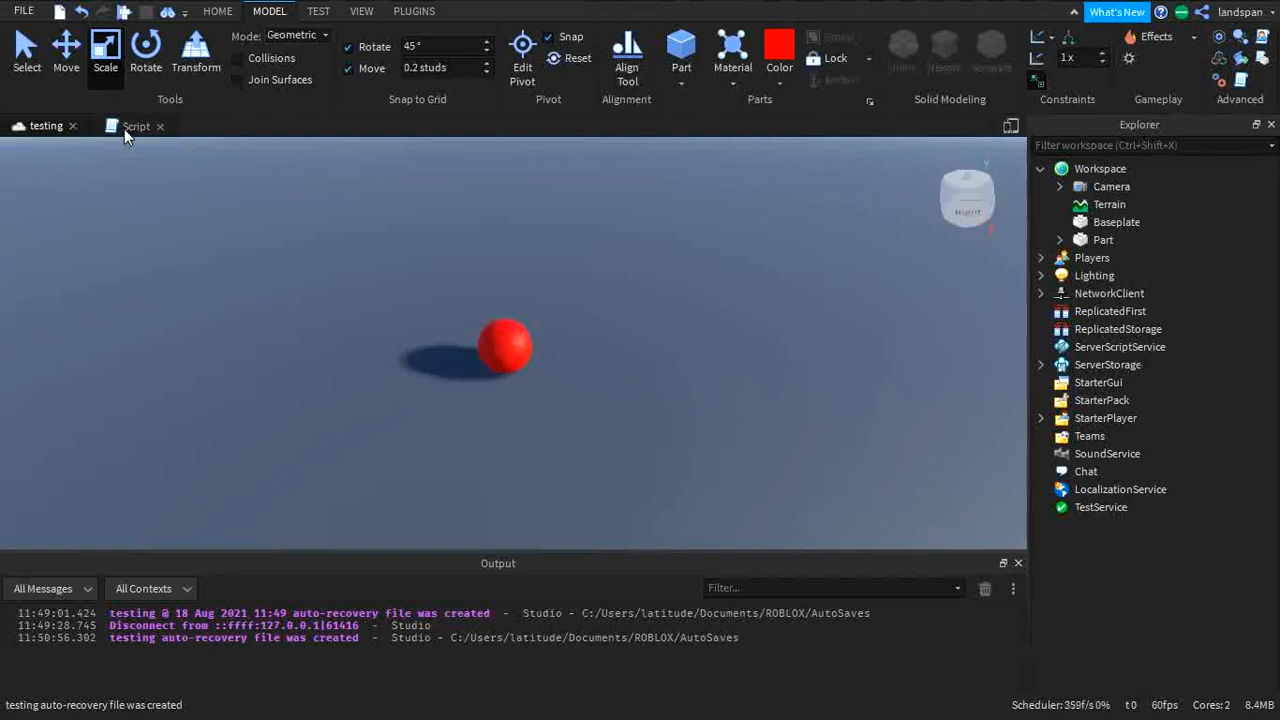 FILE HOME MODEL TEST VIEW PLUGINS What's New landspan
Select Move Scale Rotate Transform
Mode: Geometric
Collisions
Join Surfaces
Tools
Rotate 45°
Move 0.2 studs
Snap to Grid
Edit Pivot
Snap
Reset
Pivot
Align Tool
Alignment
Part Material Color
Group
Lock
Anchor
Parts
Union Negate Separate
Solid Modeling
1x
Constraints
Effects
Gameplay
Advanced
testing
Script
Right
Y
Explorer
Filter workspace (Ctrl+Shift+X)
Workspace
Camera
Terrain
Baseplate
Part
Players
Lighting
NetworkClient
ReplicatedFirst
ReplicatedStorage
ServerScriptService
ServerStorage
StarterGui
StarterPack
StarterPlayer
Teams
SoundService
Chat
LocalizationService
TestService
Output
All Messages All Contexts Filter...
11:49:01.424 testing @ 18 Aug 2021 11:49 auto-recovery file was created - Studio - C:/Users/latitude/Documents/ROBLOX/AutoSaves
11:49:28.745 Disconnect from ::ffff:127.0.0.1|61416 - Studio
11:50:56.302 testing auto-recovery file was created - Studio - C:/Users/latitude/Documents/ROBLOX/AutoSaves
testing auto-recovery file was created
Scheduler: 359f/s 0% t 0 60fps Cores: 2 8.4MB